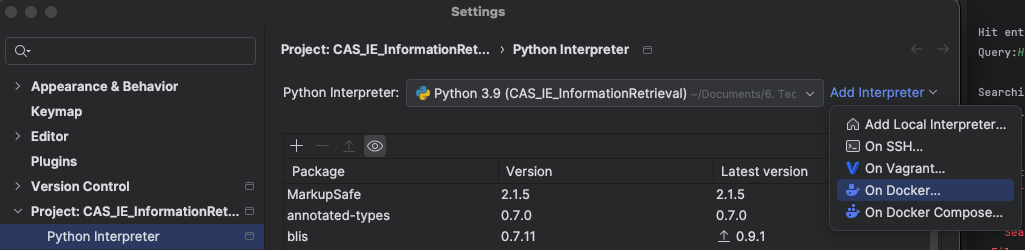 Settings
Project: CAS_IE_InformationRet... › Python Interpreter
Appearance & Behavior
Keymap
Editor
Plugins
Version Control
Project: CAS_IE_InformationRet...
Python Interpreter
Python Interpreter: Python 3.9 (CAS_IE_InformationRetrieval) ~/Documents/6. Tec Add Interpreter
Package Version Latest version
MarkupSafe 2.1.5 2.1.5
annotated-types 0.7.0 0.7.0
blis 0.7.11 0.9.1
Add Local Interpreter...
On SSH...
On Vagrant...
On Docker...
On Docker Compose...
Hit ent
Query:H
Searchi
Sea